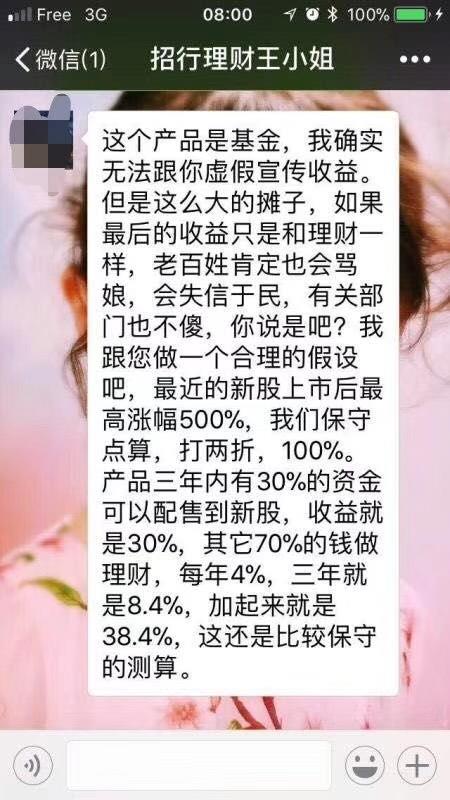 Free 3G 08:00 100%
微信(1) 招行理财王小姐
这个产品是基金，我确实
无法跟你虚假宣传收益。
但是这么大的摊子，如果
最后的收益只是和理财一
样，老百姓肯定也会骂
娘，会失信于民，有关部
门也不傻，你说是吧？我
跟您做一个合理的假设
吧，最近的新股上市后最
高涨幅500%，我们保守
点算，打两折，100%。
产品三年内有30%的资金
可以配售到新股，收益就
是30%，其它70%的钱做
理财，每年4%，三年就
是8.4%，加起来就是
38.4%，这还是比较保守
的测算。